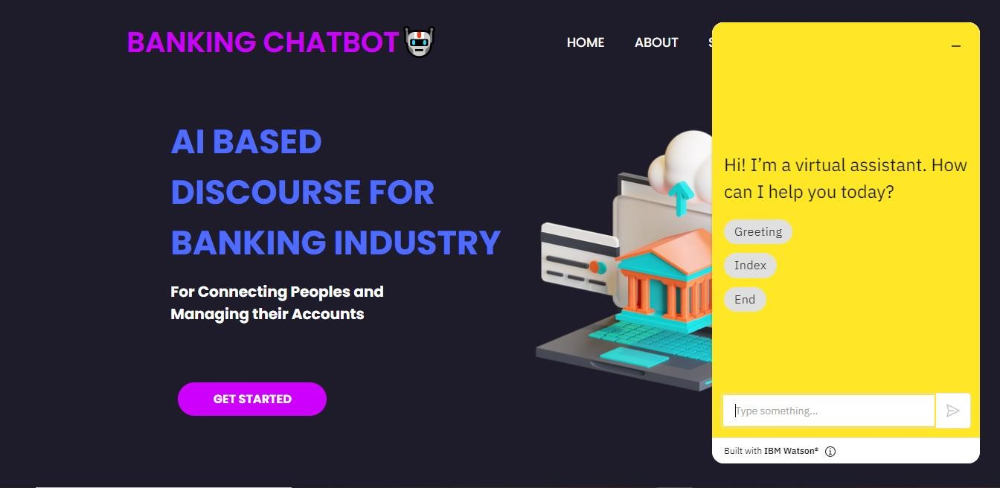 BANKING CHATBOT
HOME ABOUT
AI BASED
DISCOURSE FOR
BANKING INDUSTRY
For Connecting Peoples and
Managing their Accounts
GET STARTED
Hi! I’m a virtual assistant. How
can I help you today?
Greeting
Index
End
Type something...
Built with IBM Watson®